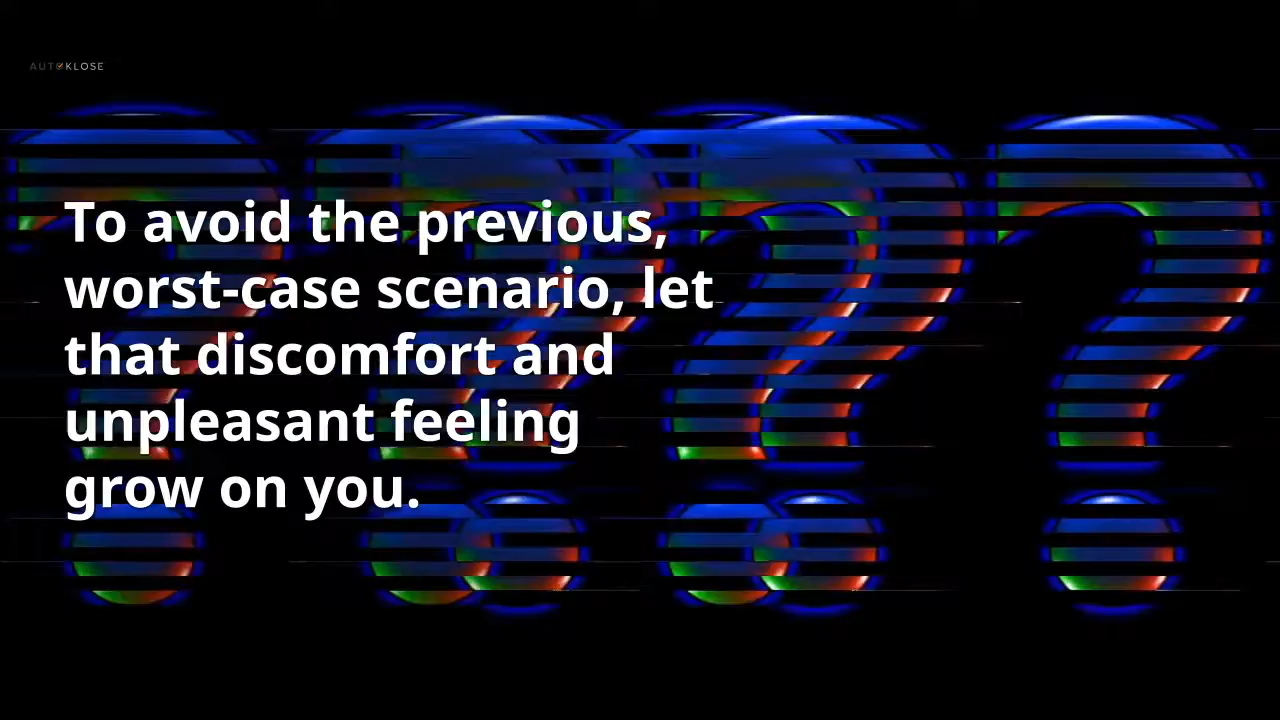 AUTOKLOSE
To avoid the previous,
worst-case scenario, let
that discomfort and
unpleasant feeling
grow on you.